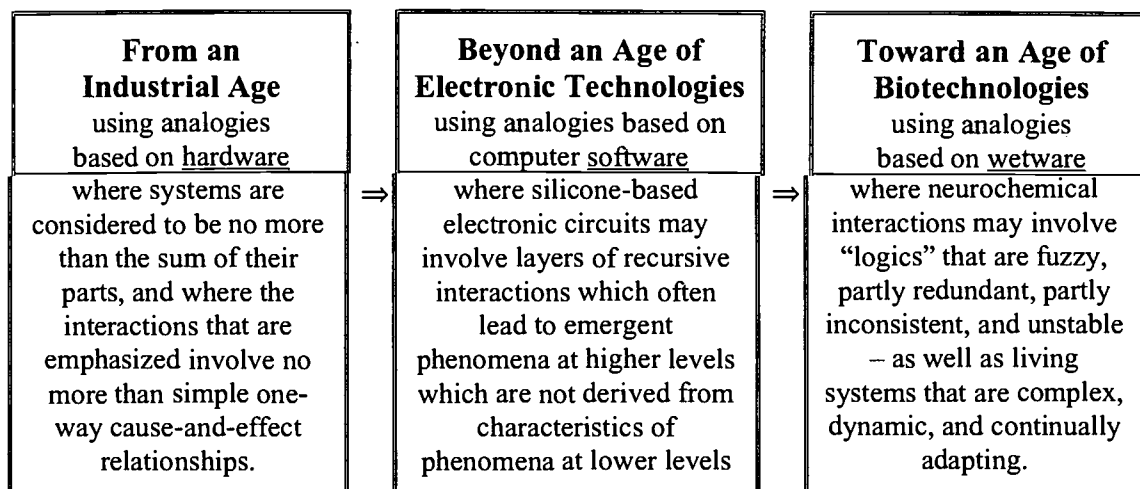 From an
Industrial Age
using analogies
based on hardware
where systems are
considered to be no more
than the sum of their
parts, and where the
interactions that are
emphasized involve no
more than simple one-
way cause-and-effect
relationships.
⇒
Beyond an Age of
Electronic Technologies
using analogies based on
computer software
where silicone-based
electronic circuits may
involve layers of recursive
interactions which often
lead to emergent
phenomena at higher levels
which are not derived from
characteristics of
phenomena at lower levels
⇒
Toward an Age of
Biotechnologies
using analogies
based on wetware
where neurochemical
interactions may involve
“logics” that are fuzzy,
partly redundant, partly
inconsistent, and unstable
– as well as living
systems that are complex,
dynamic, and continually
adapting.